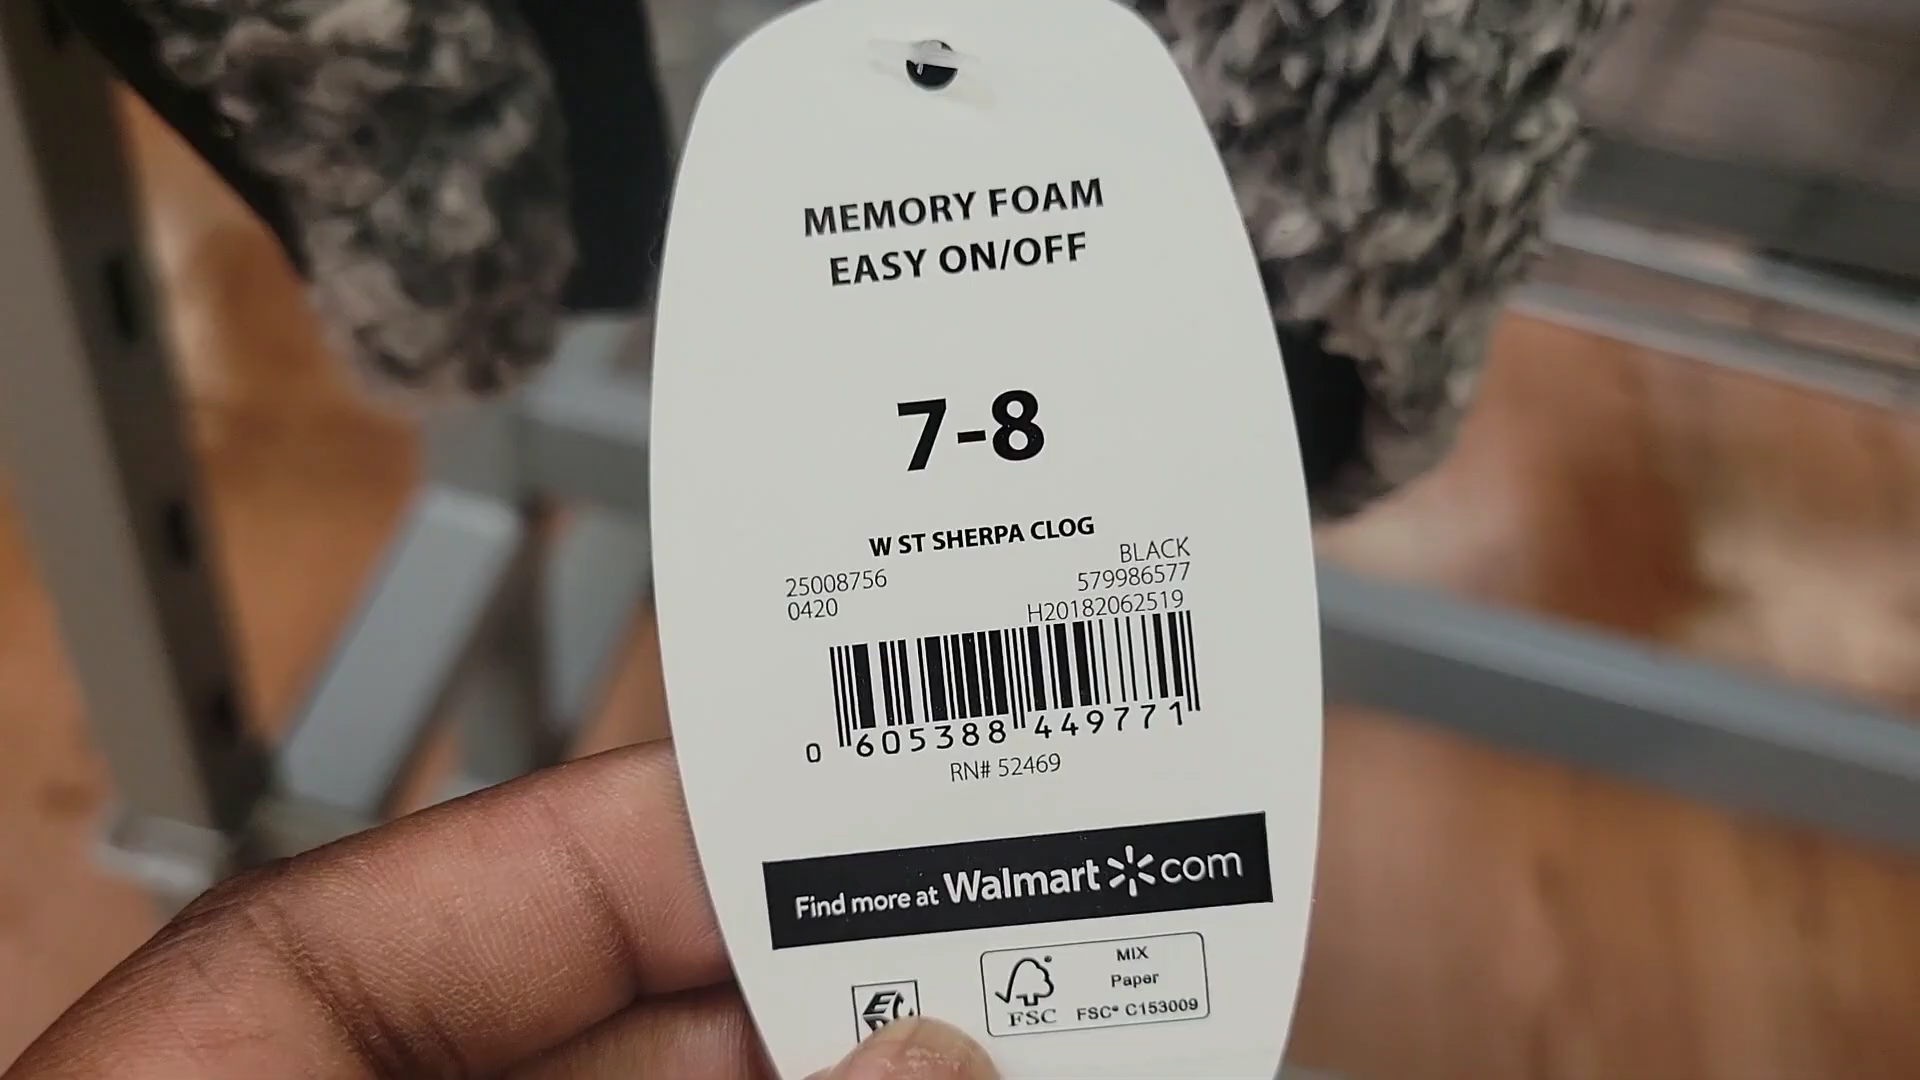 MEMORY FOAM
EASY ON/OFF
7-8
W ST SHERPA CLOG
BLACK
25008756
579986577
0420
H20182062519
0 605388 449771
RN# 52469
Find more at Walmart com
MIX
Paper
FSC
FSC® C153009